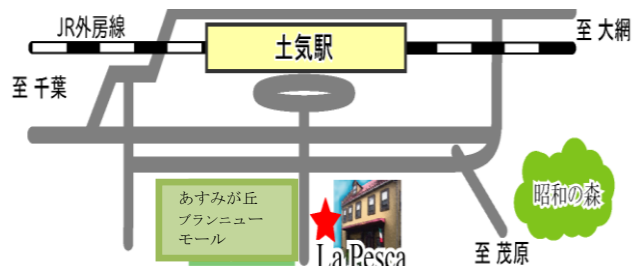 JR外房線
土気駅
至 大網
至 千葉
あすみが丘
ブランニュー
モール
La Pesca
昭和の森
至 茂原